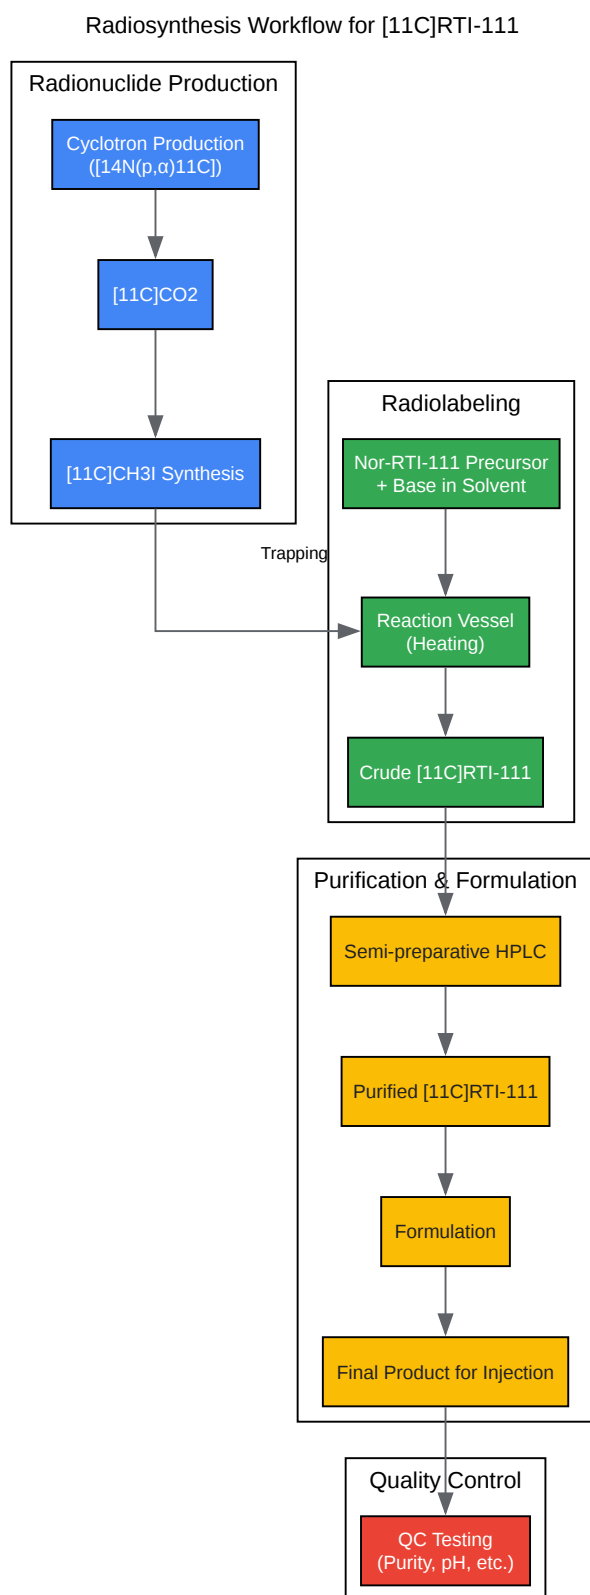 Radiosynthesis Workflow for [11C]RTI-111
Radionuclide Production
Cyclotron Production
([14N(p,α)11C])
[11C]CO2
[11C]CH3I Synthesis
Radiolabeling
Nor-RTI-111 Precursor
+ Base in Solvent
Trapping
Reaction Vessel
(Heating)
Crude [11C]RTI-111
Purification & Formulation
Semi-preparative HPLC
Purified [11C]RTI-111
Formulation
Final Product for Injection
Quality Control
QC Testing
(Purity, pH, etc.)